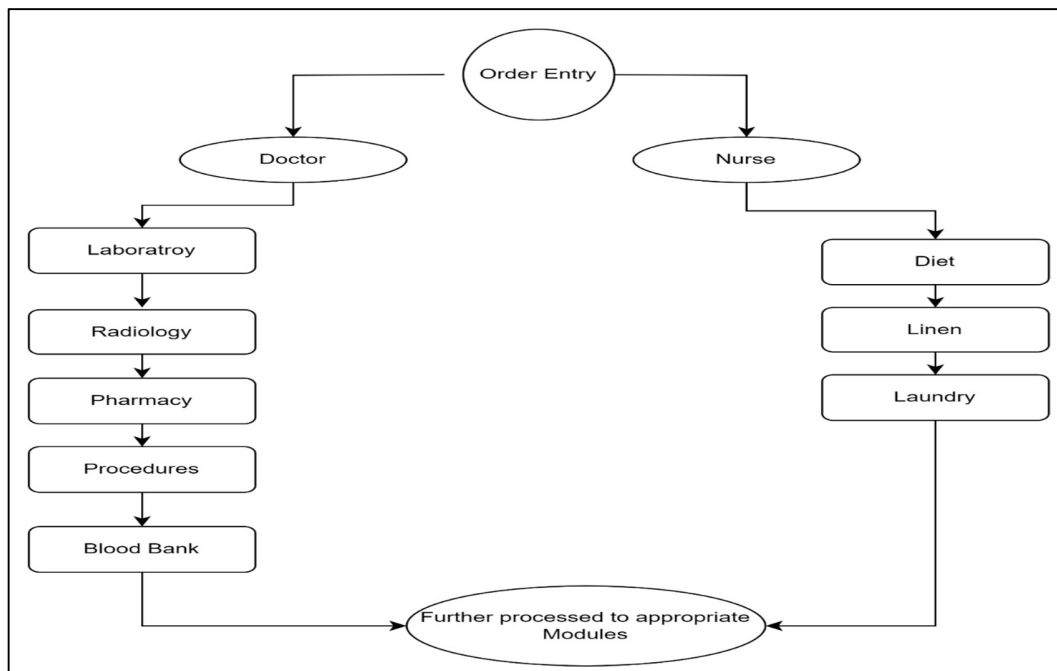 Order Entry
Doctor
Nurse
Laboratroy
Radiology
Pharmacy
Procedures
Blood Bank
Diet
Linen
Laundry
Further processed to appropriate
Modules